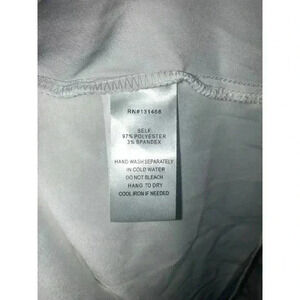 RN#131466
SELF
97% POLYESTER
3% SPANDEX
HAND WASH SEPARATELY
IN COLD WATER
DO NOT BLEACH
HANG TO DRY
COOL IRON IF NEEDED